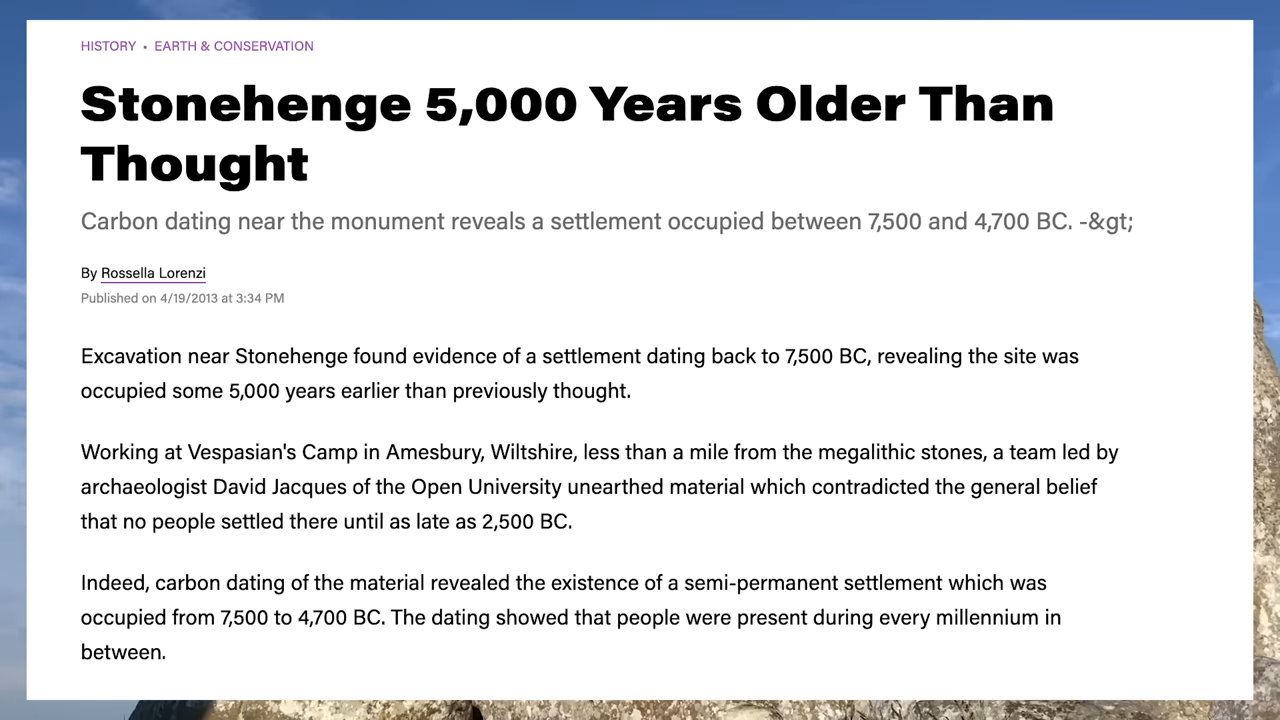 HISTORY • EARTH & CONSERVATION
Stonehenge 5,000 Years Older Than
Thought
Carbon dating near the monument reveals a settlement occupied between 7,500 and 4,700 BC. -&gt;
By Rossella Lorenzi
Published on 4/19/2013 at 3:34 PM
Excavation near Stonehenge found evidence of a settlement dating back to 7,500 BC, revealing the site was
occupied some 5,000 years earlier than previously thought.
Working at Vespasian's Camp in Amesbury, Wiltshire, less than a mile from the megalithic stones, a team led by
archaeologist David Jacques of the Open University unearthed material which contradicted the general belief
that no people settled there until as late as 2,500 BC.
Indeed, carbon dating of the material revealed the existence of a semi-permanent settlement which was
occupied from 7,500 to 4,700 BC. The dating showed that people were present during every millennium in
between.